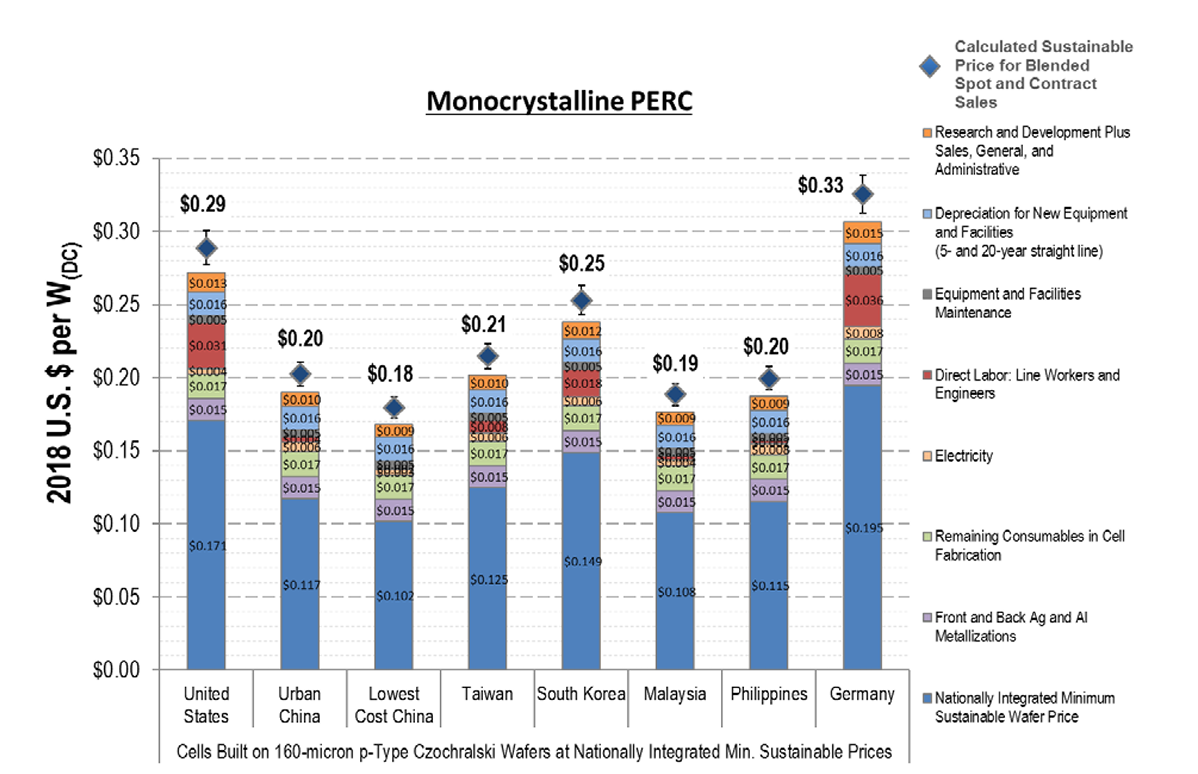 Calculated Sustainable
Price for Blended
Spot and Contract
Sales
Monocrystalline PERC
Research and Development Plus
Sales, General, and
Administrative
Depreciation for New Equipment
and Facilities
(5- and 20-year straight line)
Equipment and Facilities
Maintenance
Direct Labor: Line Workers and
Engineers
Electricity
Remaining Consumables in Cell
Fabrication
Front and Back Ag and Al
Metallizations
Nationally Integrated Minimum
Sustainable Wafer Price
2018 U.S. $ per W(DC)
$0.35
$0.30
$0.25
$0.20
$0.15
$0.10
$0.05
$0.00
$0.29
$0.013
$0.016
$0.005
$0.031
$0.004
$0.017
$0.015
$0.171
$0.20
$0.010
$0.016
$0.005
$0.006
$0.017
$0.015
$0.117
$0.18
$0.009
$0.016
$0.005
$0.017
$0.015
$0.102
$0.21
$0.010
$0.016
$0.005
$0.008
$0.006
$0.017
$0.015
$0.125
$0.25
$0.012
$0.016
$0.005
$0.018
$0.006
$0.017
$0.015
$0.149
$0.19
$0.009
$0.016
$0.005
$0.004
$0.017
$0.015
$0.108
$0.20
$0.009
$0.016
$0.005
$0.008
$0.017
$0.015
$0.115
$0.33
$0.015
$0.016
$0.005
$0.036
$0.008
$0.017
$0.015
$0.195
United
States
Urban
China
Lowest
Cost China
Taiwan
South Korea
Malaysia
Philippines
Germany
Cells Built on 160-micron p-Type Czochralski Wafers at Nationally Integrated Min. Sustainable Prices